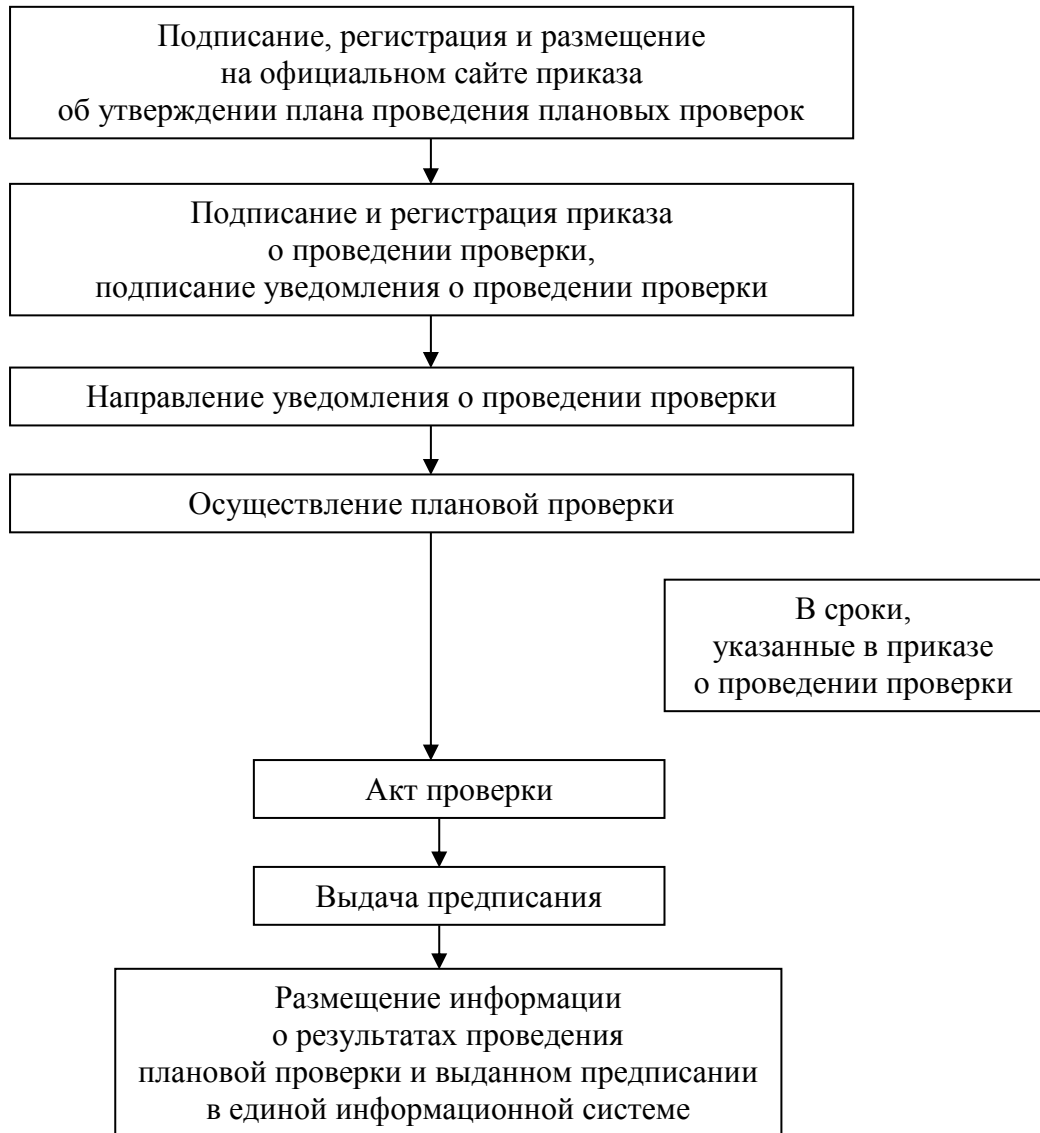 Подписание, регистрация и размещение
на официальном сайте приказа
об утверждении плана проведения плановых проверок
Подписание и регистрация приказа
о проведении проверки,
подписание уведомления о проведении проверки
Направление уведомления о проведении проверки
Осуществление плановой проверки
В сроки,
указанные в приказе
о проведении проверки
Акт проверки
Выдача предписания
Размещение информации
о результатах проведения
плановой проверки и выданном предписании
в единой информационной системе